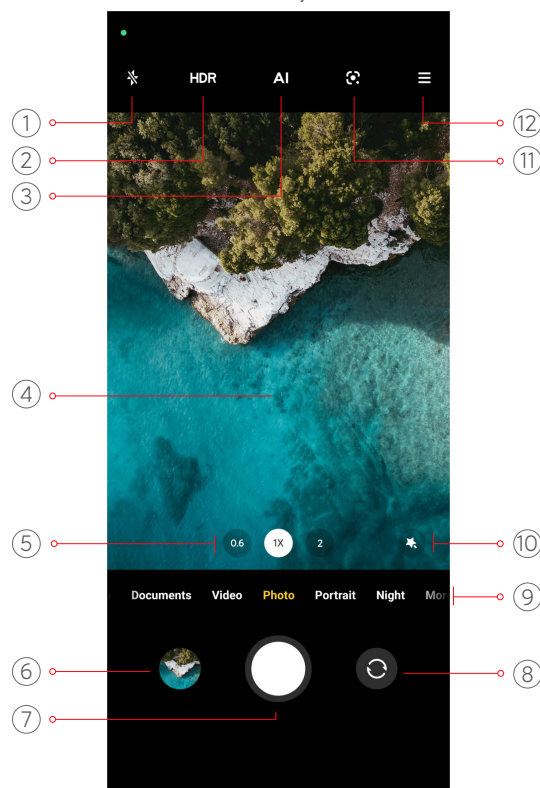 HDR AI
① ⑫
② ⑪
③
④
⑤ 0.6 1X 2 ⑩
Documents Video Photo Portrait Night Mor ⑨
⑥ ⑧
⑦